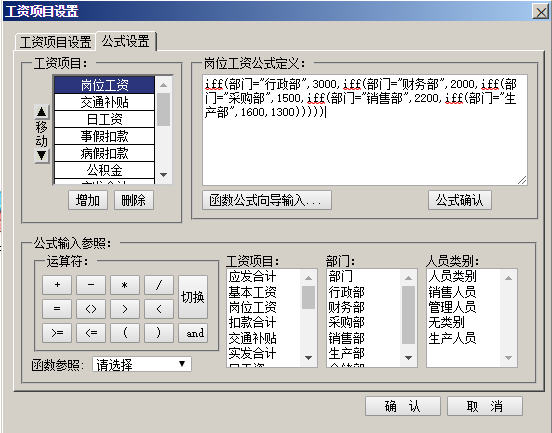 工资项目设置
工资项目设置 公式设置
工资项目：
岗位工资
交通补贴
日工资
事假扣款
病假扣款
公积金
移动
增加 删除
岗位工资公式定义：
iff(部门="行政部",3000,iff(部门="财务部",2000,iff(部
门="采购部",1500,iff(部门="销售部",2200,iff(部门="生
产部",1600,1300)))))
函数公式向导输入... 公式确认
公式输入参照：
运算符：
+ - * / 切换
= <> > <
>= <= ( ) and
函数参照： 请选择
工资项目：
应发合计
基本工资
岗位工资
扣款合计
交通补贴
实发合计
日工资
部门：
部门
行政部
财务部
采购部
销售部
生产部
人员类别：
人员类别
销售人员
管理人员
无类别
生产人员
确 认 取 消